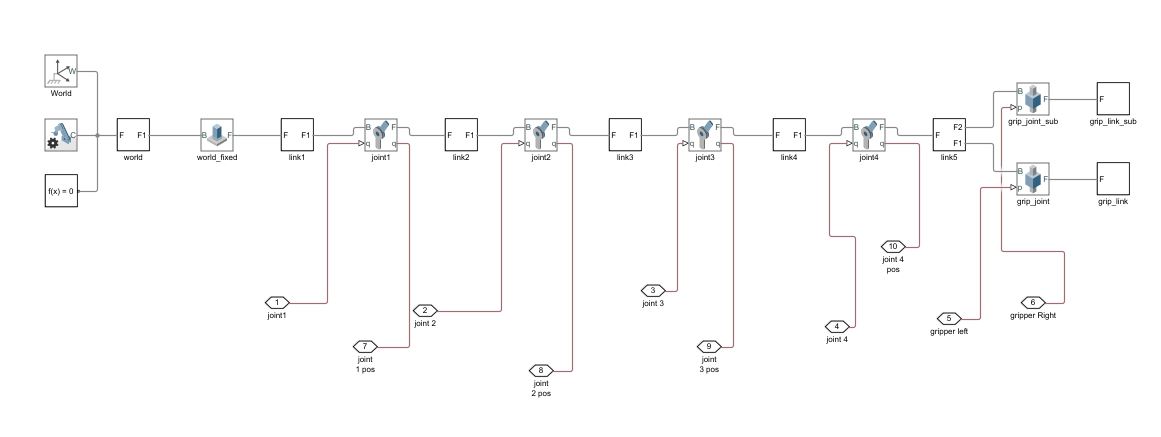 W
World
C
f(x) = 0
F F1
world
B F
world_fixed
F F1
link1
B F
q q
joint1
F F1
link2
B F
q q
joint2
F F1
link3
B F
q q
joint3
F F1
link4
B F
q q
joint4
F F2
F1
link5
B F
p
grip_joint_sub
F
grip_link_sub
B F
p
grip_joint
F
grip_link
1
joint1
7
joint
1 pos
2
joint 2
8
joint
2 pos
3
joint 3
9
joint
3 pos
4
joint 4
10
joint 4
pos
5
gripper left
6
gripper Right